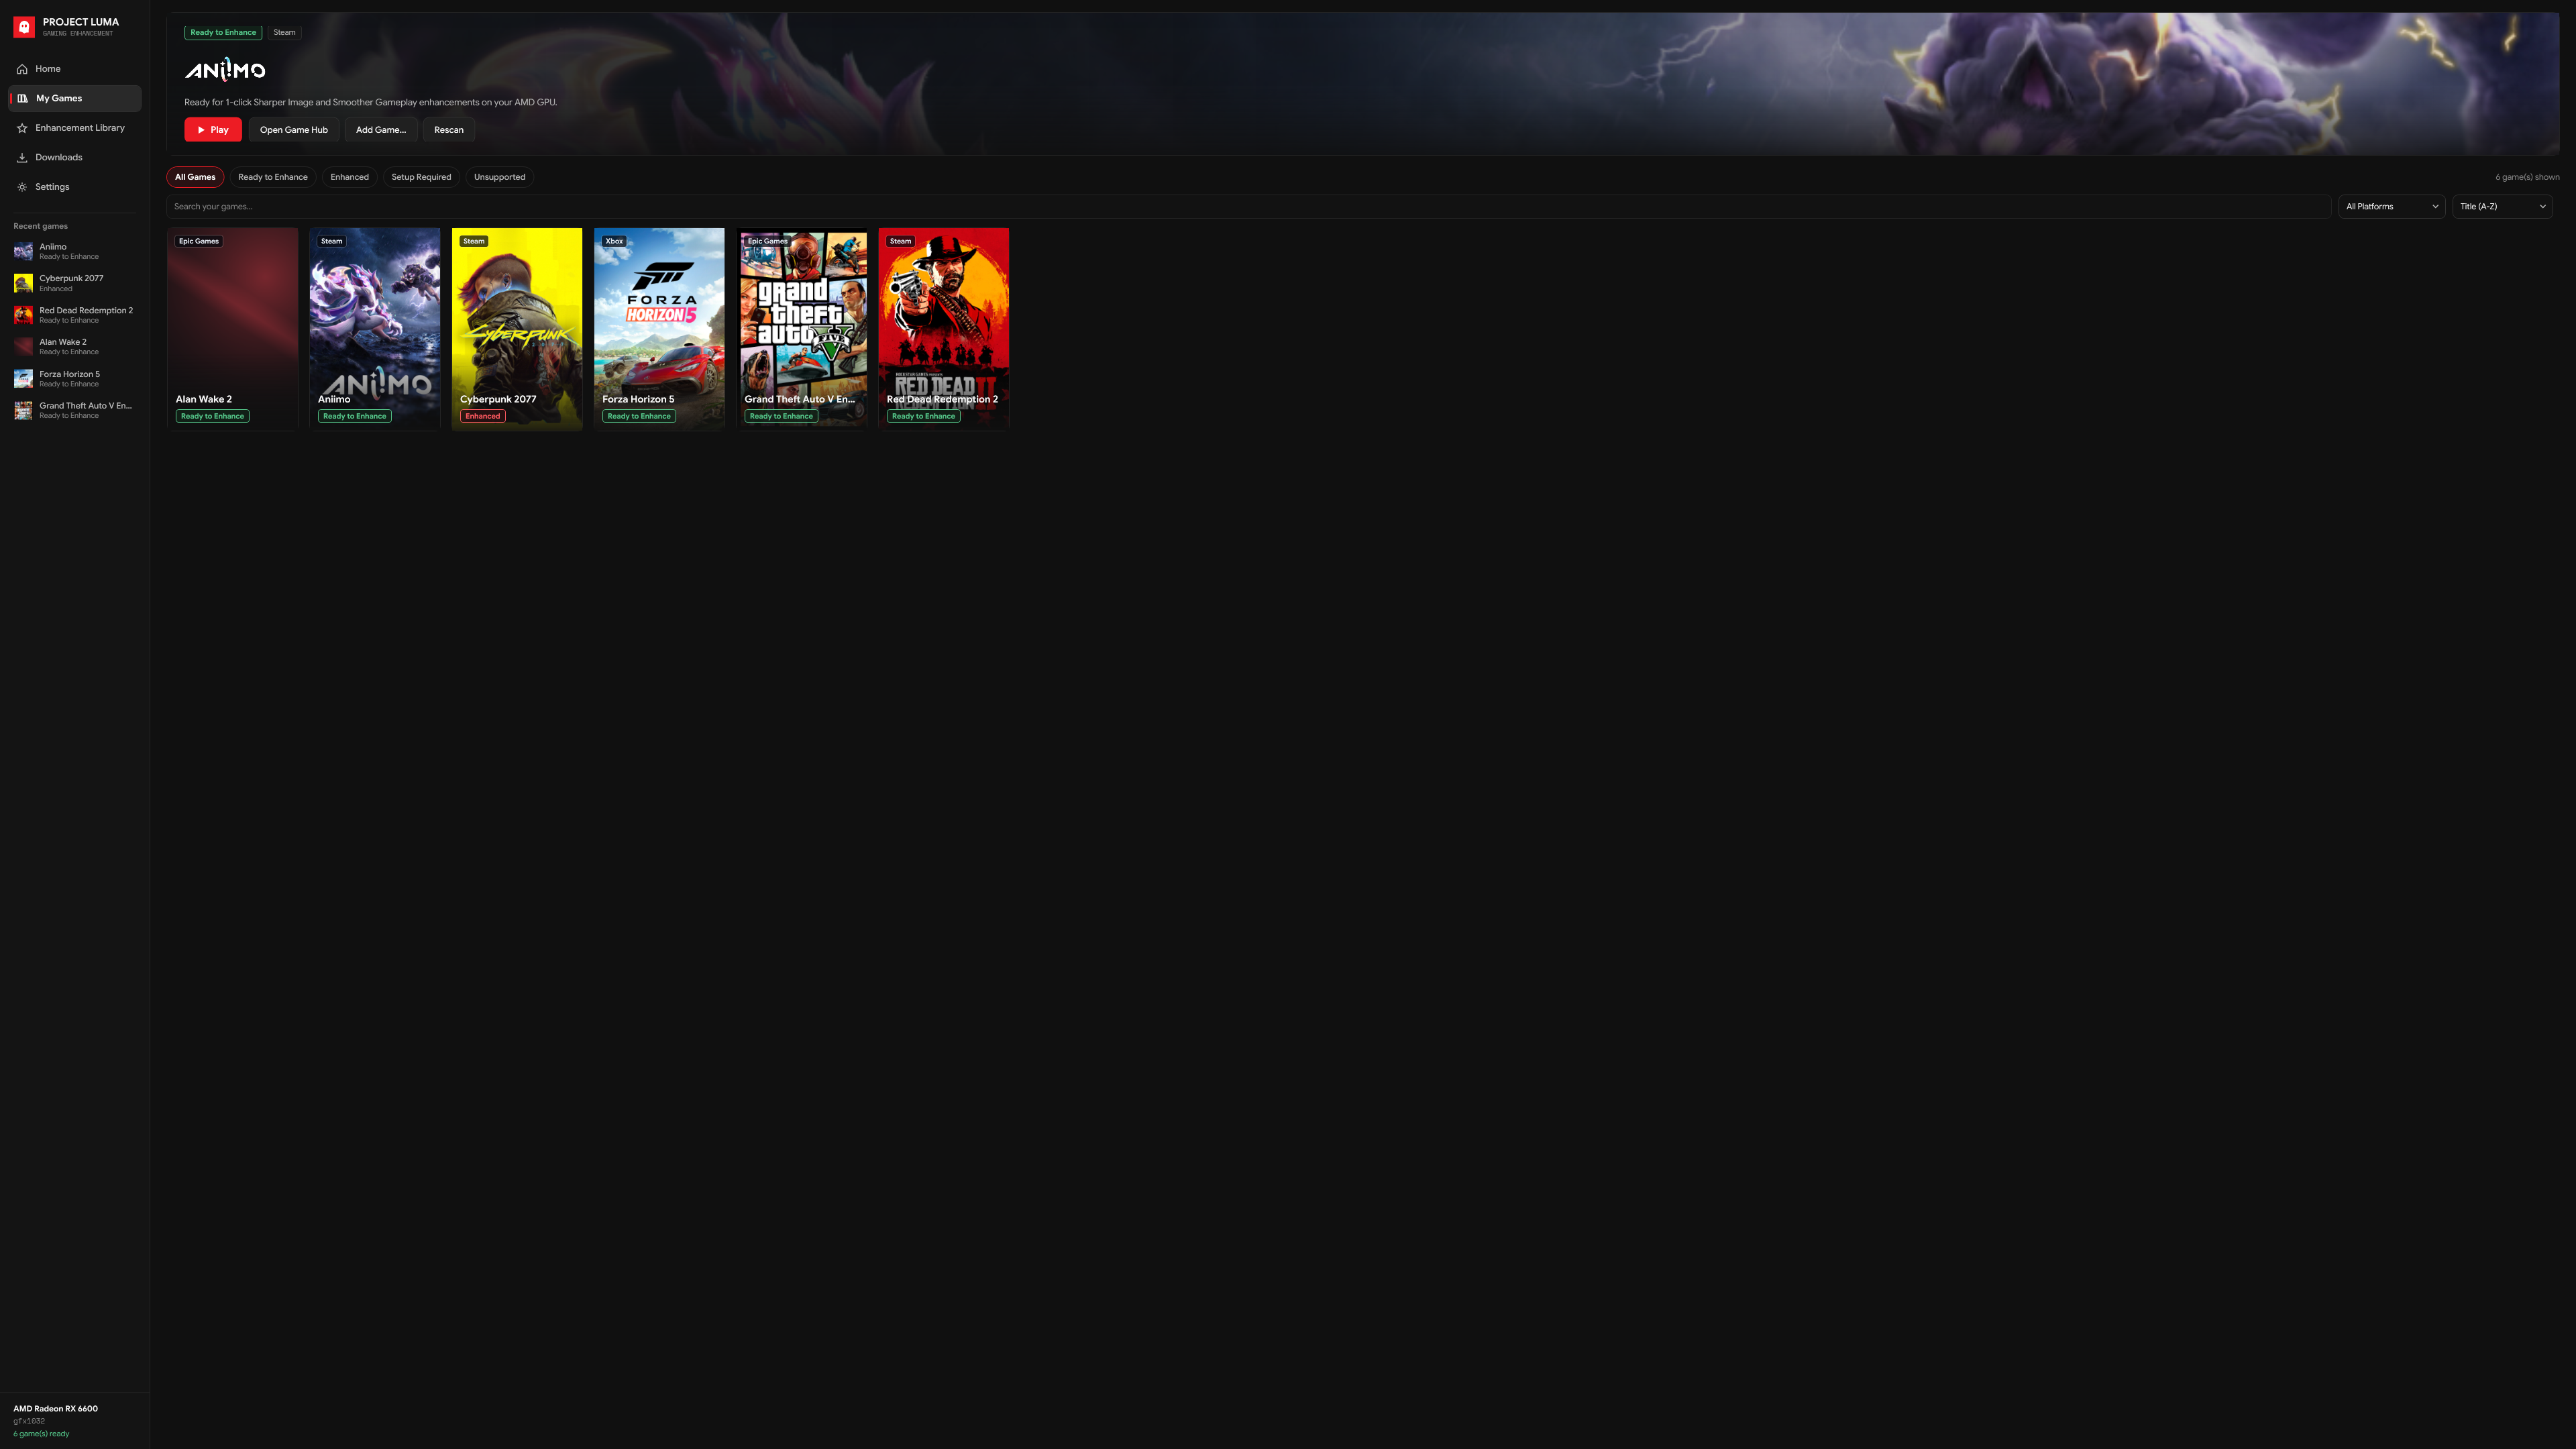 PROJECT LUMA
GAMING ENHANCEMENT
Home
My Games
Enhancement Library
Downloads
Settings
Recent games
Aniimo
Ready to Enhance
Cyberpunk 2077
Enhanced
Red Dead Redemption 2
Ready to Enhance
Alan Wake 2
Ready to Enhance
Forza Horizon 5
Ready to Enhance
Grand Theft Auto V En...
Ready to Enhance
AMD Radeon RX 6600
gfx1032
6 game(s) ready
Ready to Enhance
Steam
ANiiMO
Ready for 1-click Sharper Image and Smoother Gameplay enhancements on your AMD GPU.
Play
Open Game Hub
Add Game...
Rescan
All Games
Ready to Enhance
Enhanced
Setup Required
Unsupported
6 game(s) shown
Search your games...
All Platforms
Title (A-Z)
Epic Games
Alan Wake 2
Ready to Enhance
Steam
ANiiMO
Aniimo
Ready to Enhance
Steam
CYBERPUNK
Cyberpunk 2077
Enhanced
Xbox
FORZA
HORIZON 5
Forza Horizon 5
Ready to Enhance
Epic Games
grand
theft
auto V
FIVE
Grand Theft Auto V En...
Ready to Enhance
Steam
RED DEAD
REDEMPTION II
Red Dead Redemption 2
Ready to Enhance